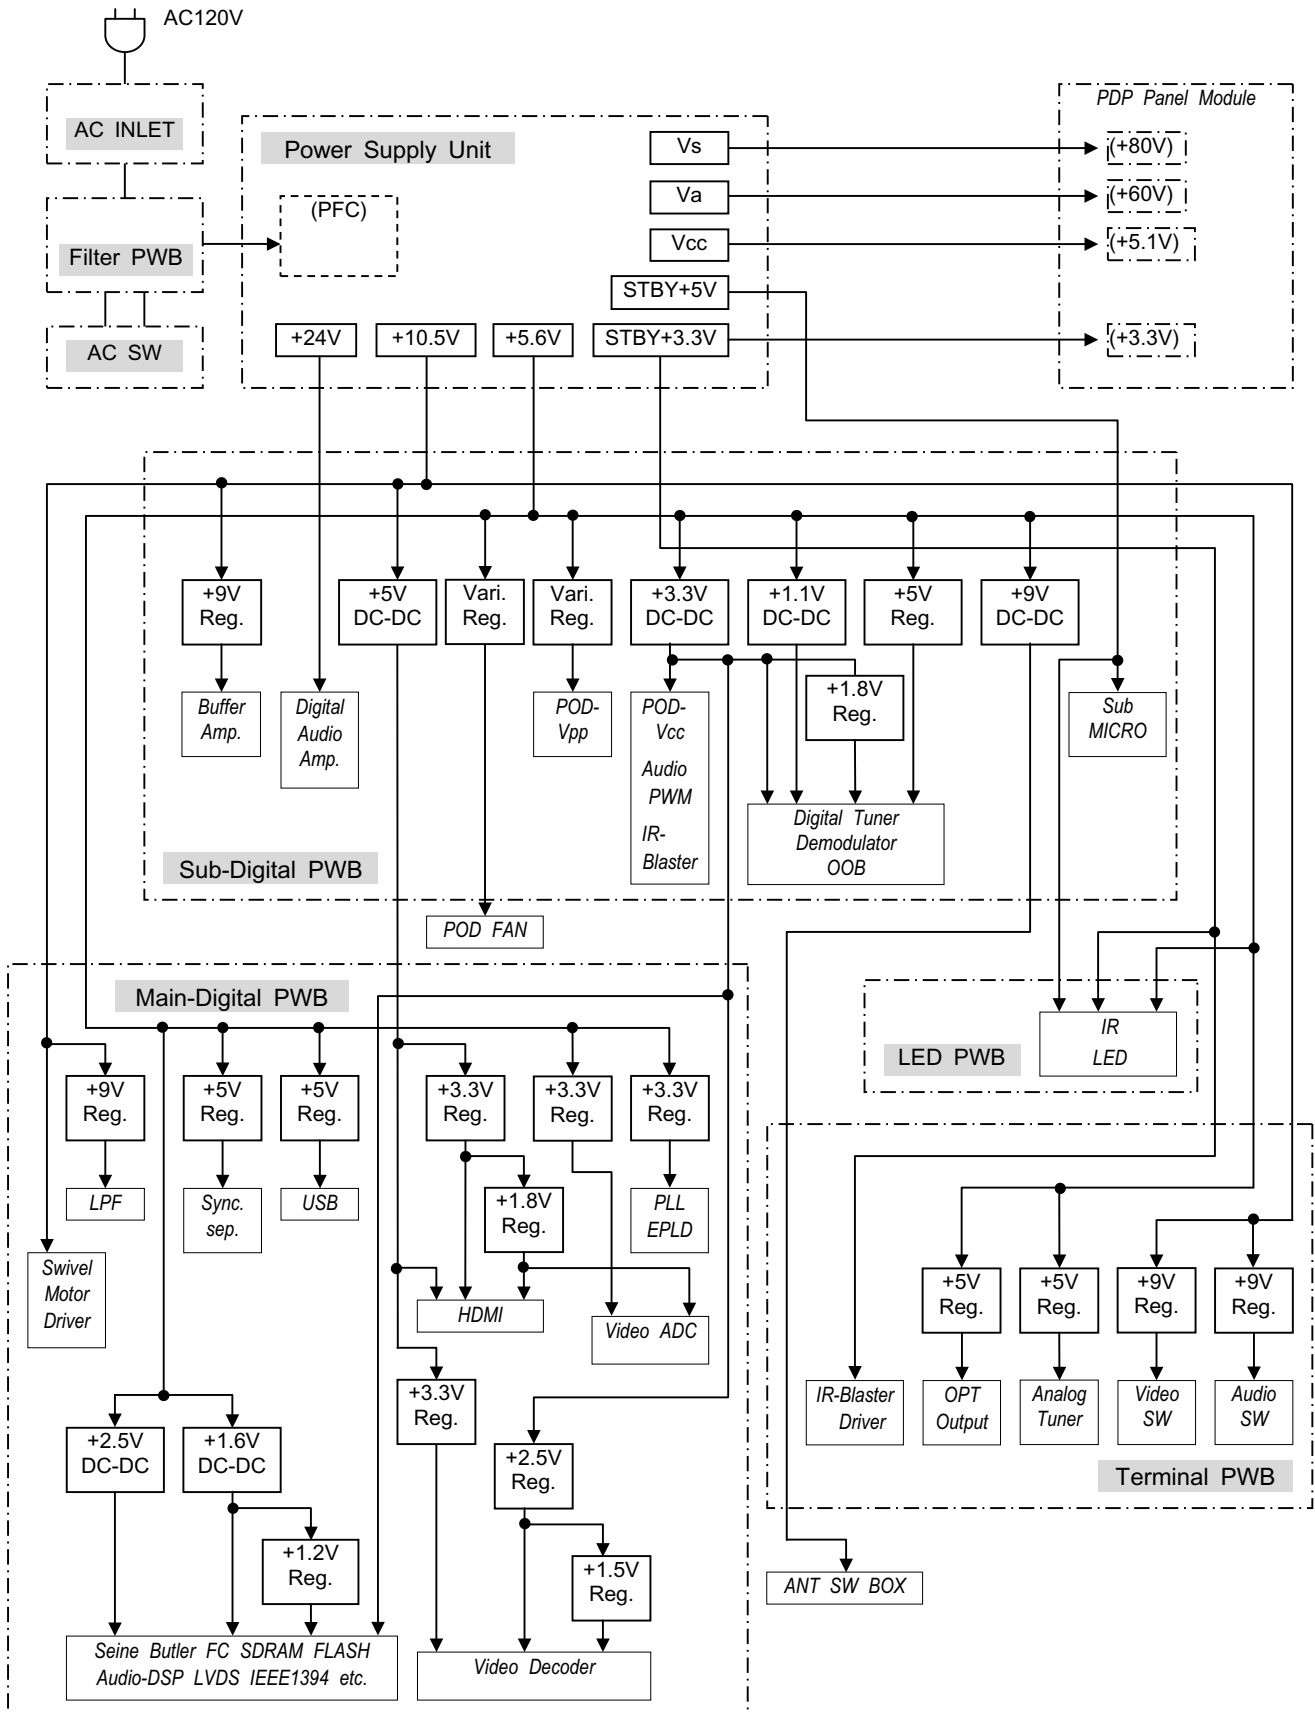 AC120V
AC INLET
PDP Panel Module
Power Supply Unit
Vs
(+80V)
Va
(+60V)
(PFC)
Filter PWB
Vcc
(+5.1V)
STBY+5V
AC SW
+24V
+10.5V
+5.6V
STBY+3.3V
(+3.3V)
+9V
Reg.
+5V
DC-DC
Vari.
Reg.
Vari.
Reg.
+3.3V
DC-DC
+1.1V
DC-DC
+5V
Reg.
+9V
DC-DC
+1.8V
Reg.
Buffer
Amp.
Digital
Audio
Amp.
POD-
Vpp
POD-
Vcc
Audio
PWM
IR-
Blaster
Sub
MICRO
Digital Tuner
Demodulator
OOB
Sub-Digital PWB
POD FAN
Main-Digital PWB
IR
LED
LED PWB
+9V
Reg.
+5V
Reg.
+5V
Reg.
+3.3V
Reg.
+3.3V
Reg.
+3.3V
Reg.
LPF
Sync.
sep.
USB
+1.8V
Reg.
PLL
EPLD
Swivel
Motor
Driver
HDMI
Video ADC
+5V
Reg.
+5V
Reg.
+9V
Reg.
+9V
Reg.
+3.3V
Reg.
IR-Blaster
Driver
OPT
Output
Analog
Tuner
Video
SW
Audio
SW
+2.5V
DC-DC
+1.6V
DC-DC
+2.5V
Reg.
Terminal PWB
+1.2V
Reg.
+1.5V
Reg.
ANT SW BOX
Seine Butler FC SDRAM FLASH
Audio-DSP LVDS IEEE1394 etc.
Video Decoder